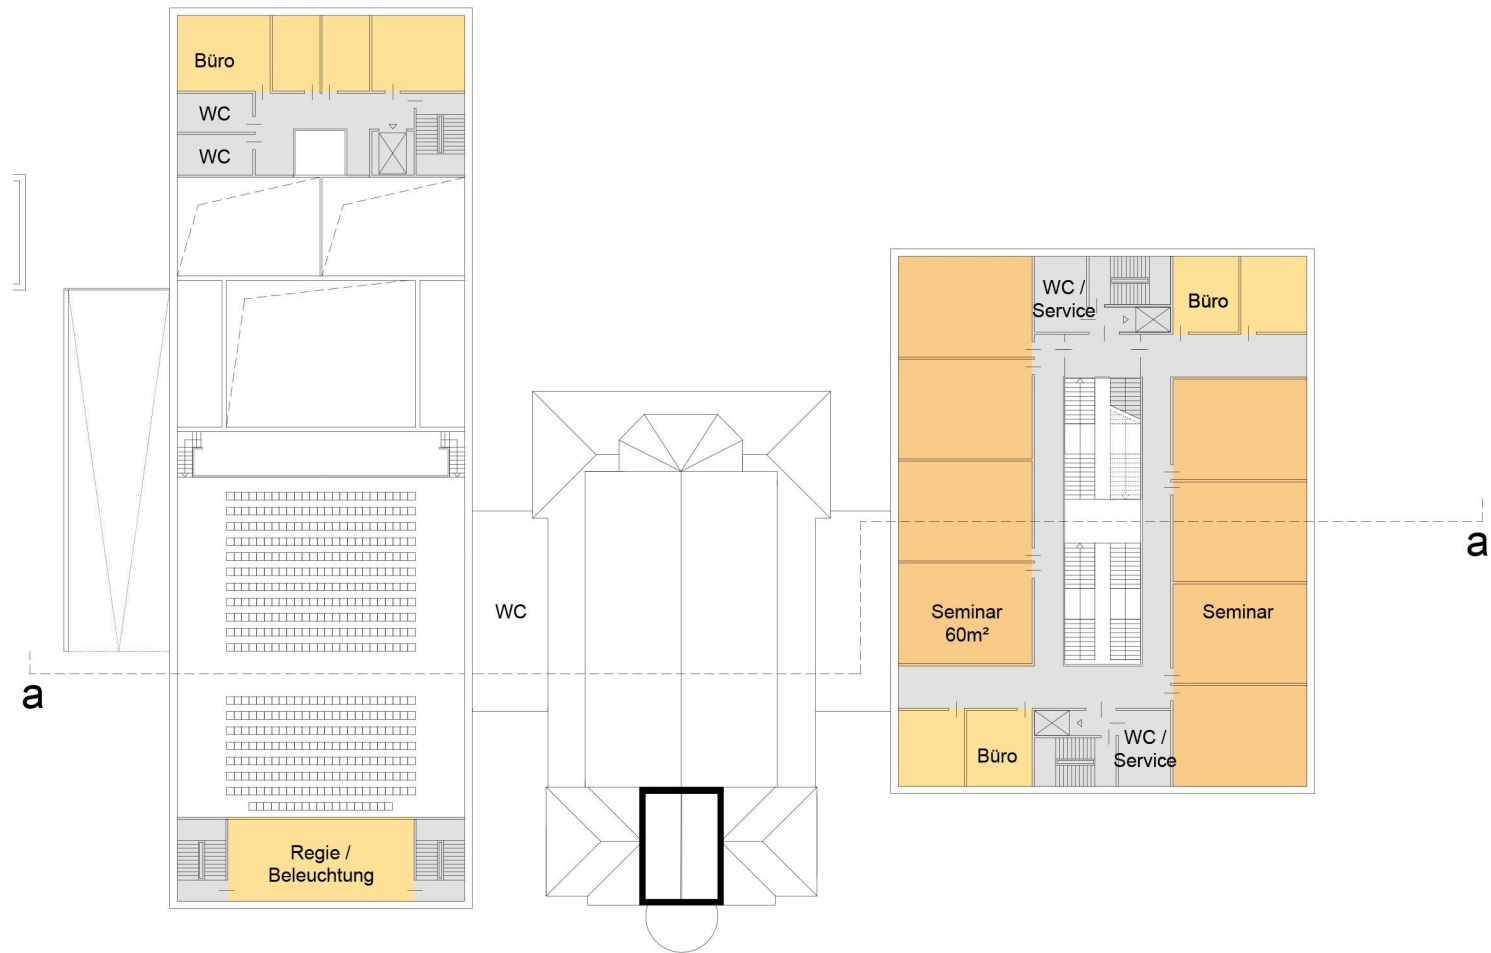 Büro
WC
WC
WC /
Service
Büro
a
WC
Seminar
60m²
Seminar
a
Büro
WC /
Service
Regie /
Beleuchtung